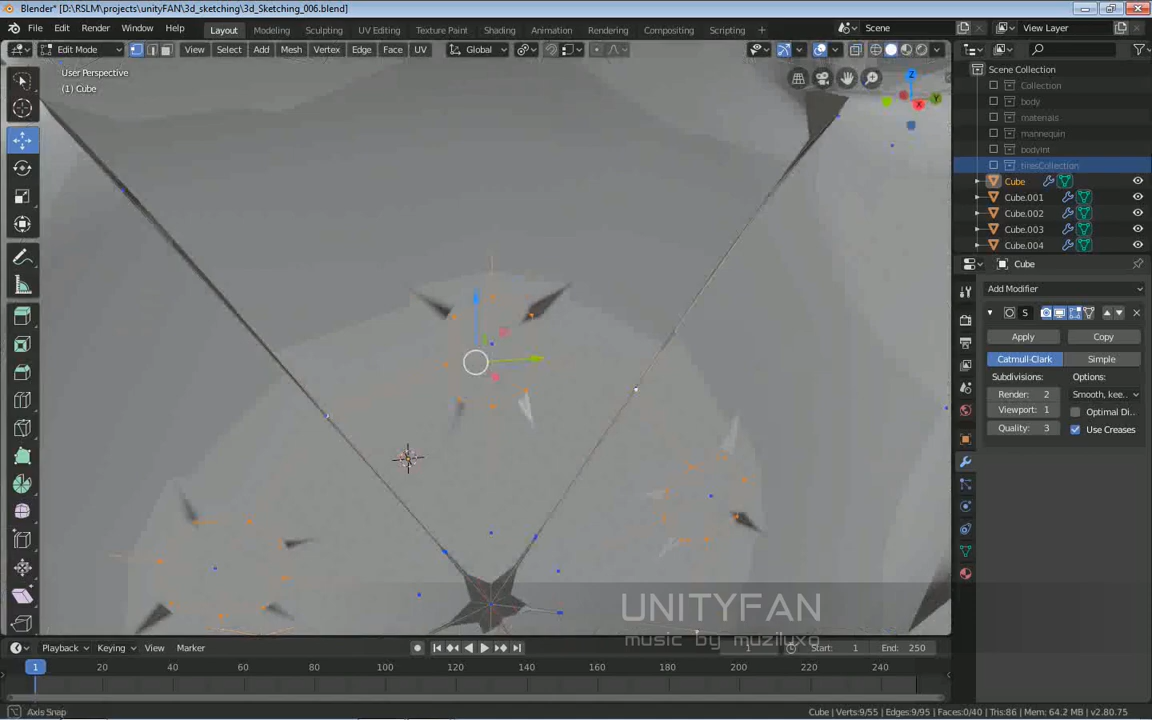 Blender* [D:\RSLM\projects\unityFAN\3d_sketching\3d_Sketching_006.blend]
File Edit Render Window Help Layout Modeling Sculpting UV Editing Texture Paint Shading Animation Rendering Compositing Scripting Scene View Layer
Edit Mode View Select Add Mesh Vertex Edge Face UV Global
User Perspective
(1) Cube
Z
Y
X
Scene Collection
Collection
body
materials
mannequin
bodyInt
tiresCollection
Cube
Cube.001
Cube.002
Cube.003
Cube.004
Cube
Add Modifier
S
Apply Copy
Catmull-Clark Simple
Subdivisions: Options:
Render: 2 Smooth, kee..
Viewport: 1 Optimal Di..
Quality: 3 Use Creases
UNITYFAN
music by muziluxo
Playback Keying View Marker 1 Start: 1 End: 250
1 20 40 60 80 100 120 140 160 180 200 220 240
Axis Snap
Cube | Verts:9/55 | Edges:9/95 | Faces:0/40 | Tris:86 | Mem: 64.2 MB | v2.80.75